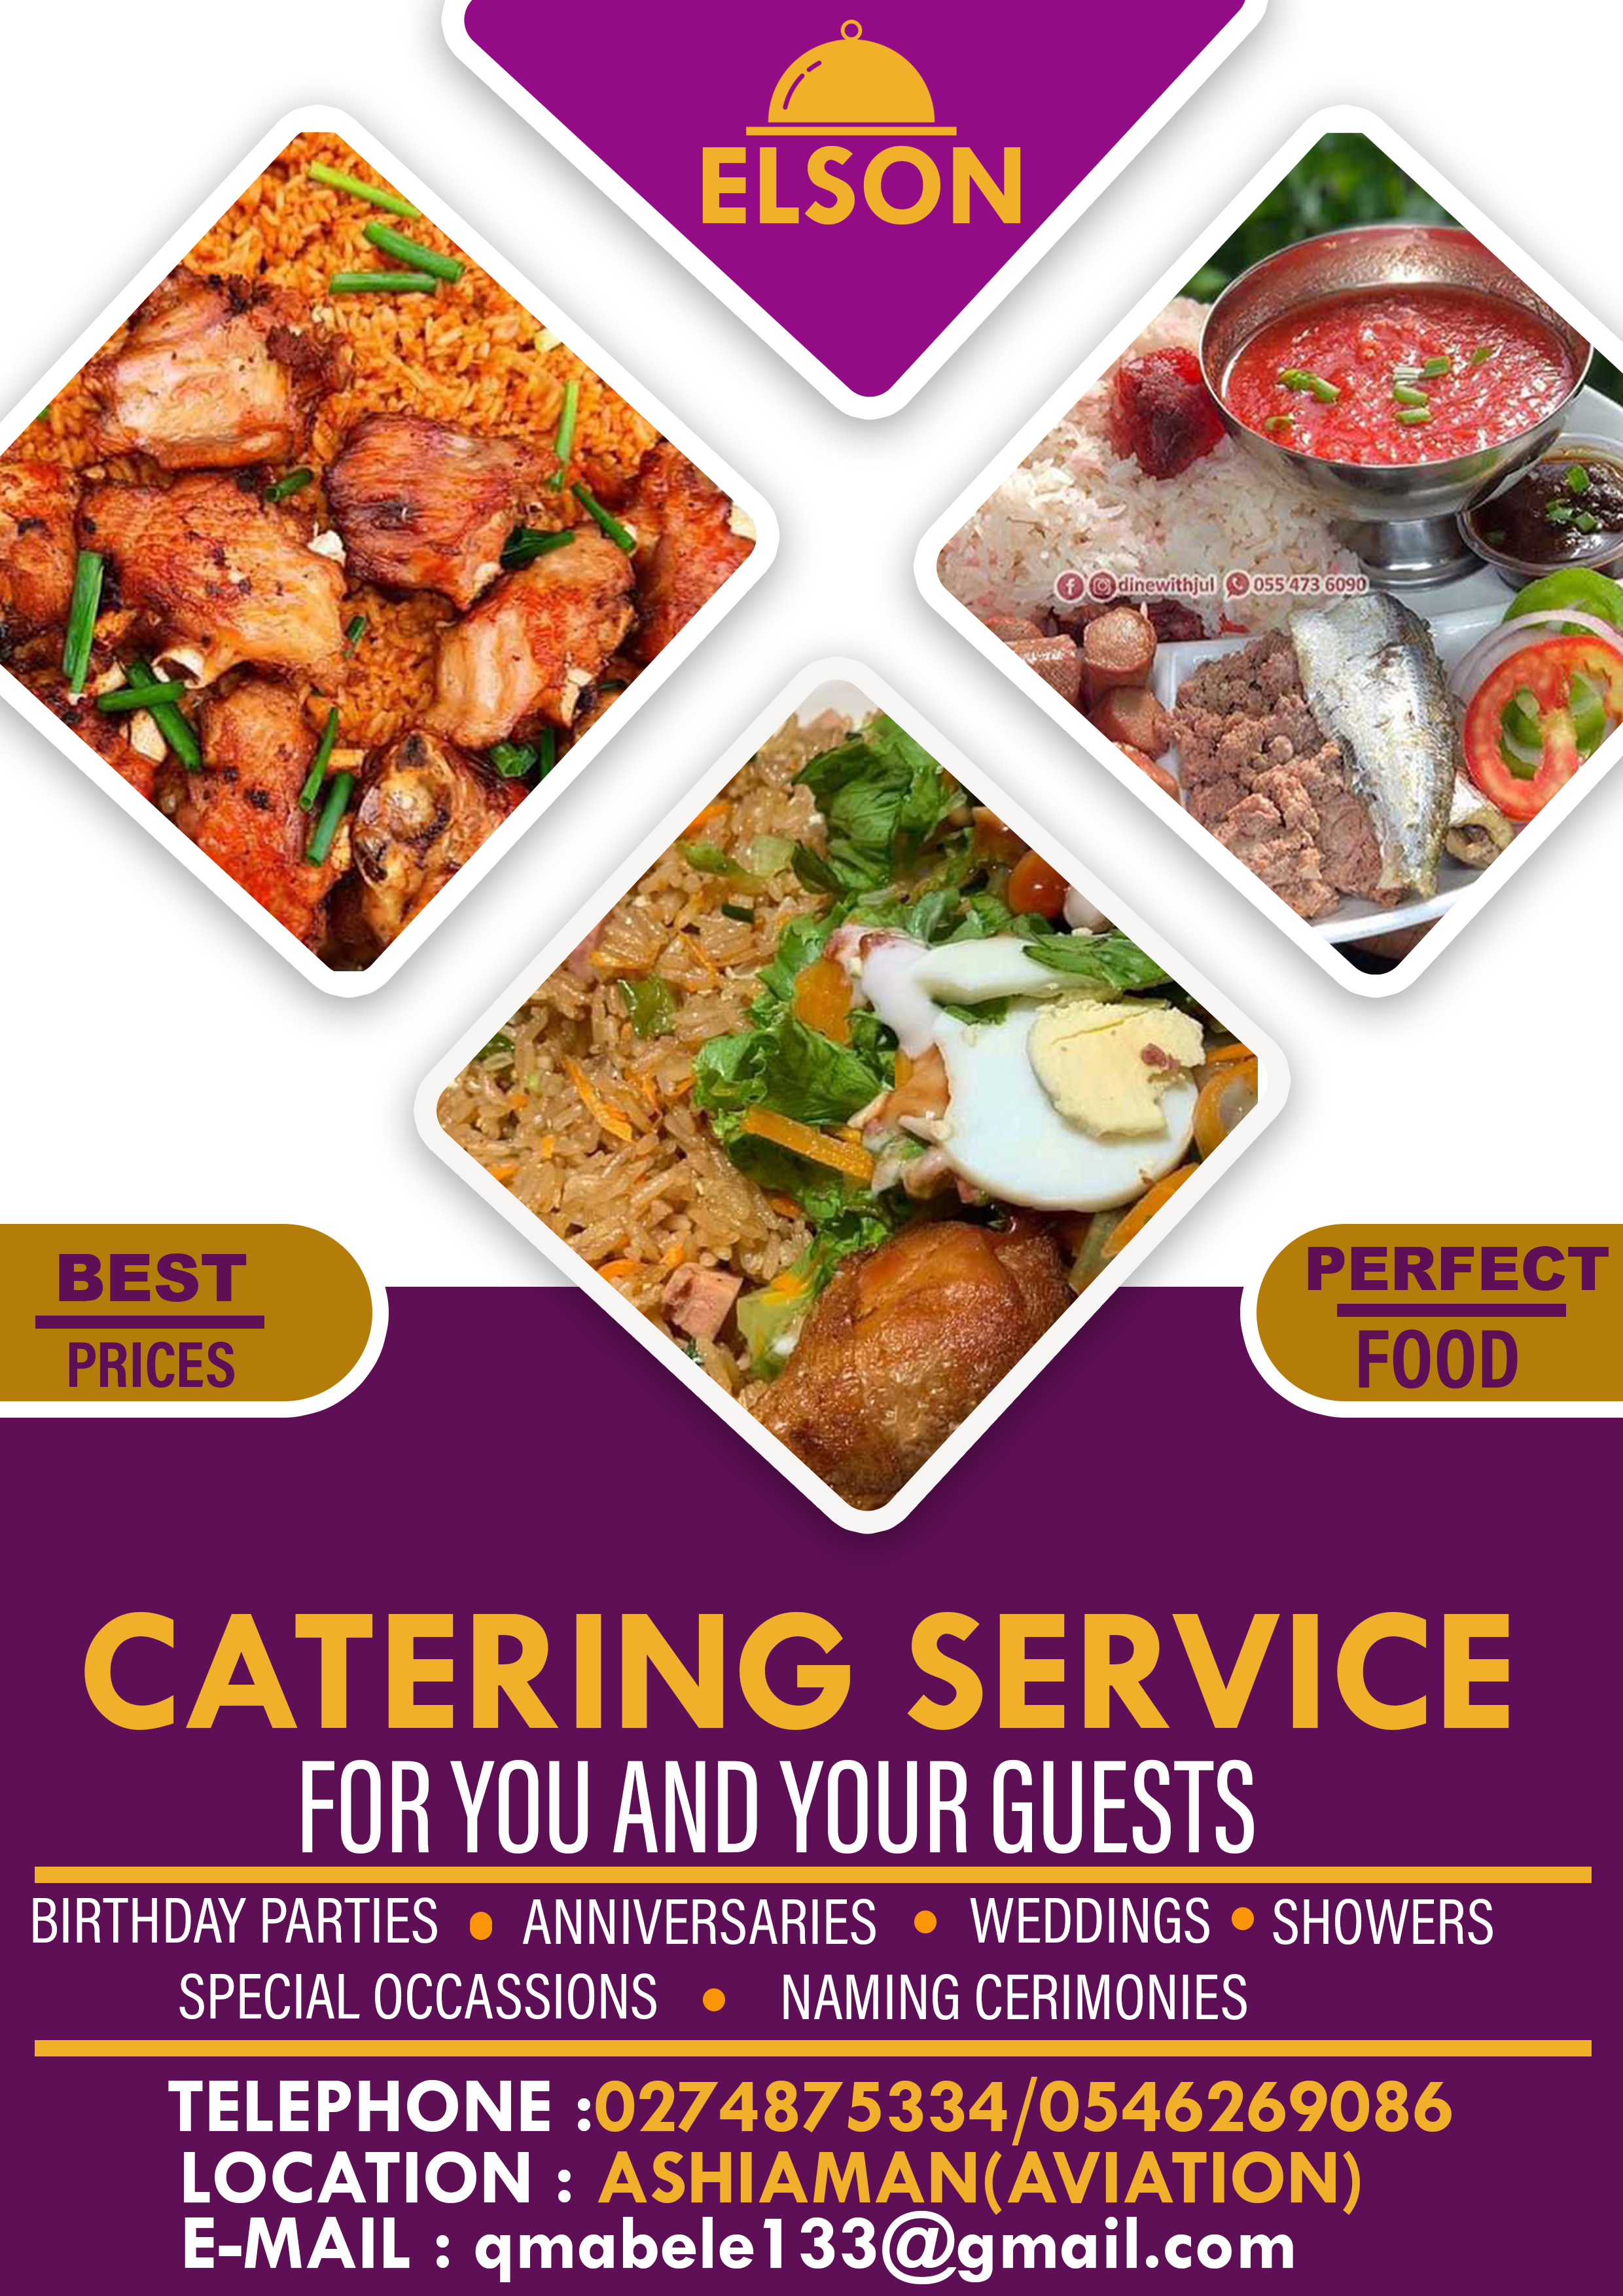 ELSON
dinewithjul 055 473 6090
BEST
PRICES
PERFECT
FOOD
CATERING SERVICE
FOR YOU AND YOUR GUESTS
BIRTHDAY PARTIES • ANNIVERSARIES • WEDDINGS • SHOWERS
SPECIAL OCCASSIONS • NAMING CERIMONIES
TELEPHONE :0274875334/0546269086
LOCATION : ASHIAMAN(AVIATION)
E-MAIL : qmabele133@gmail.com